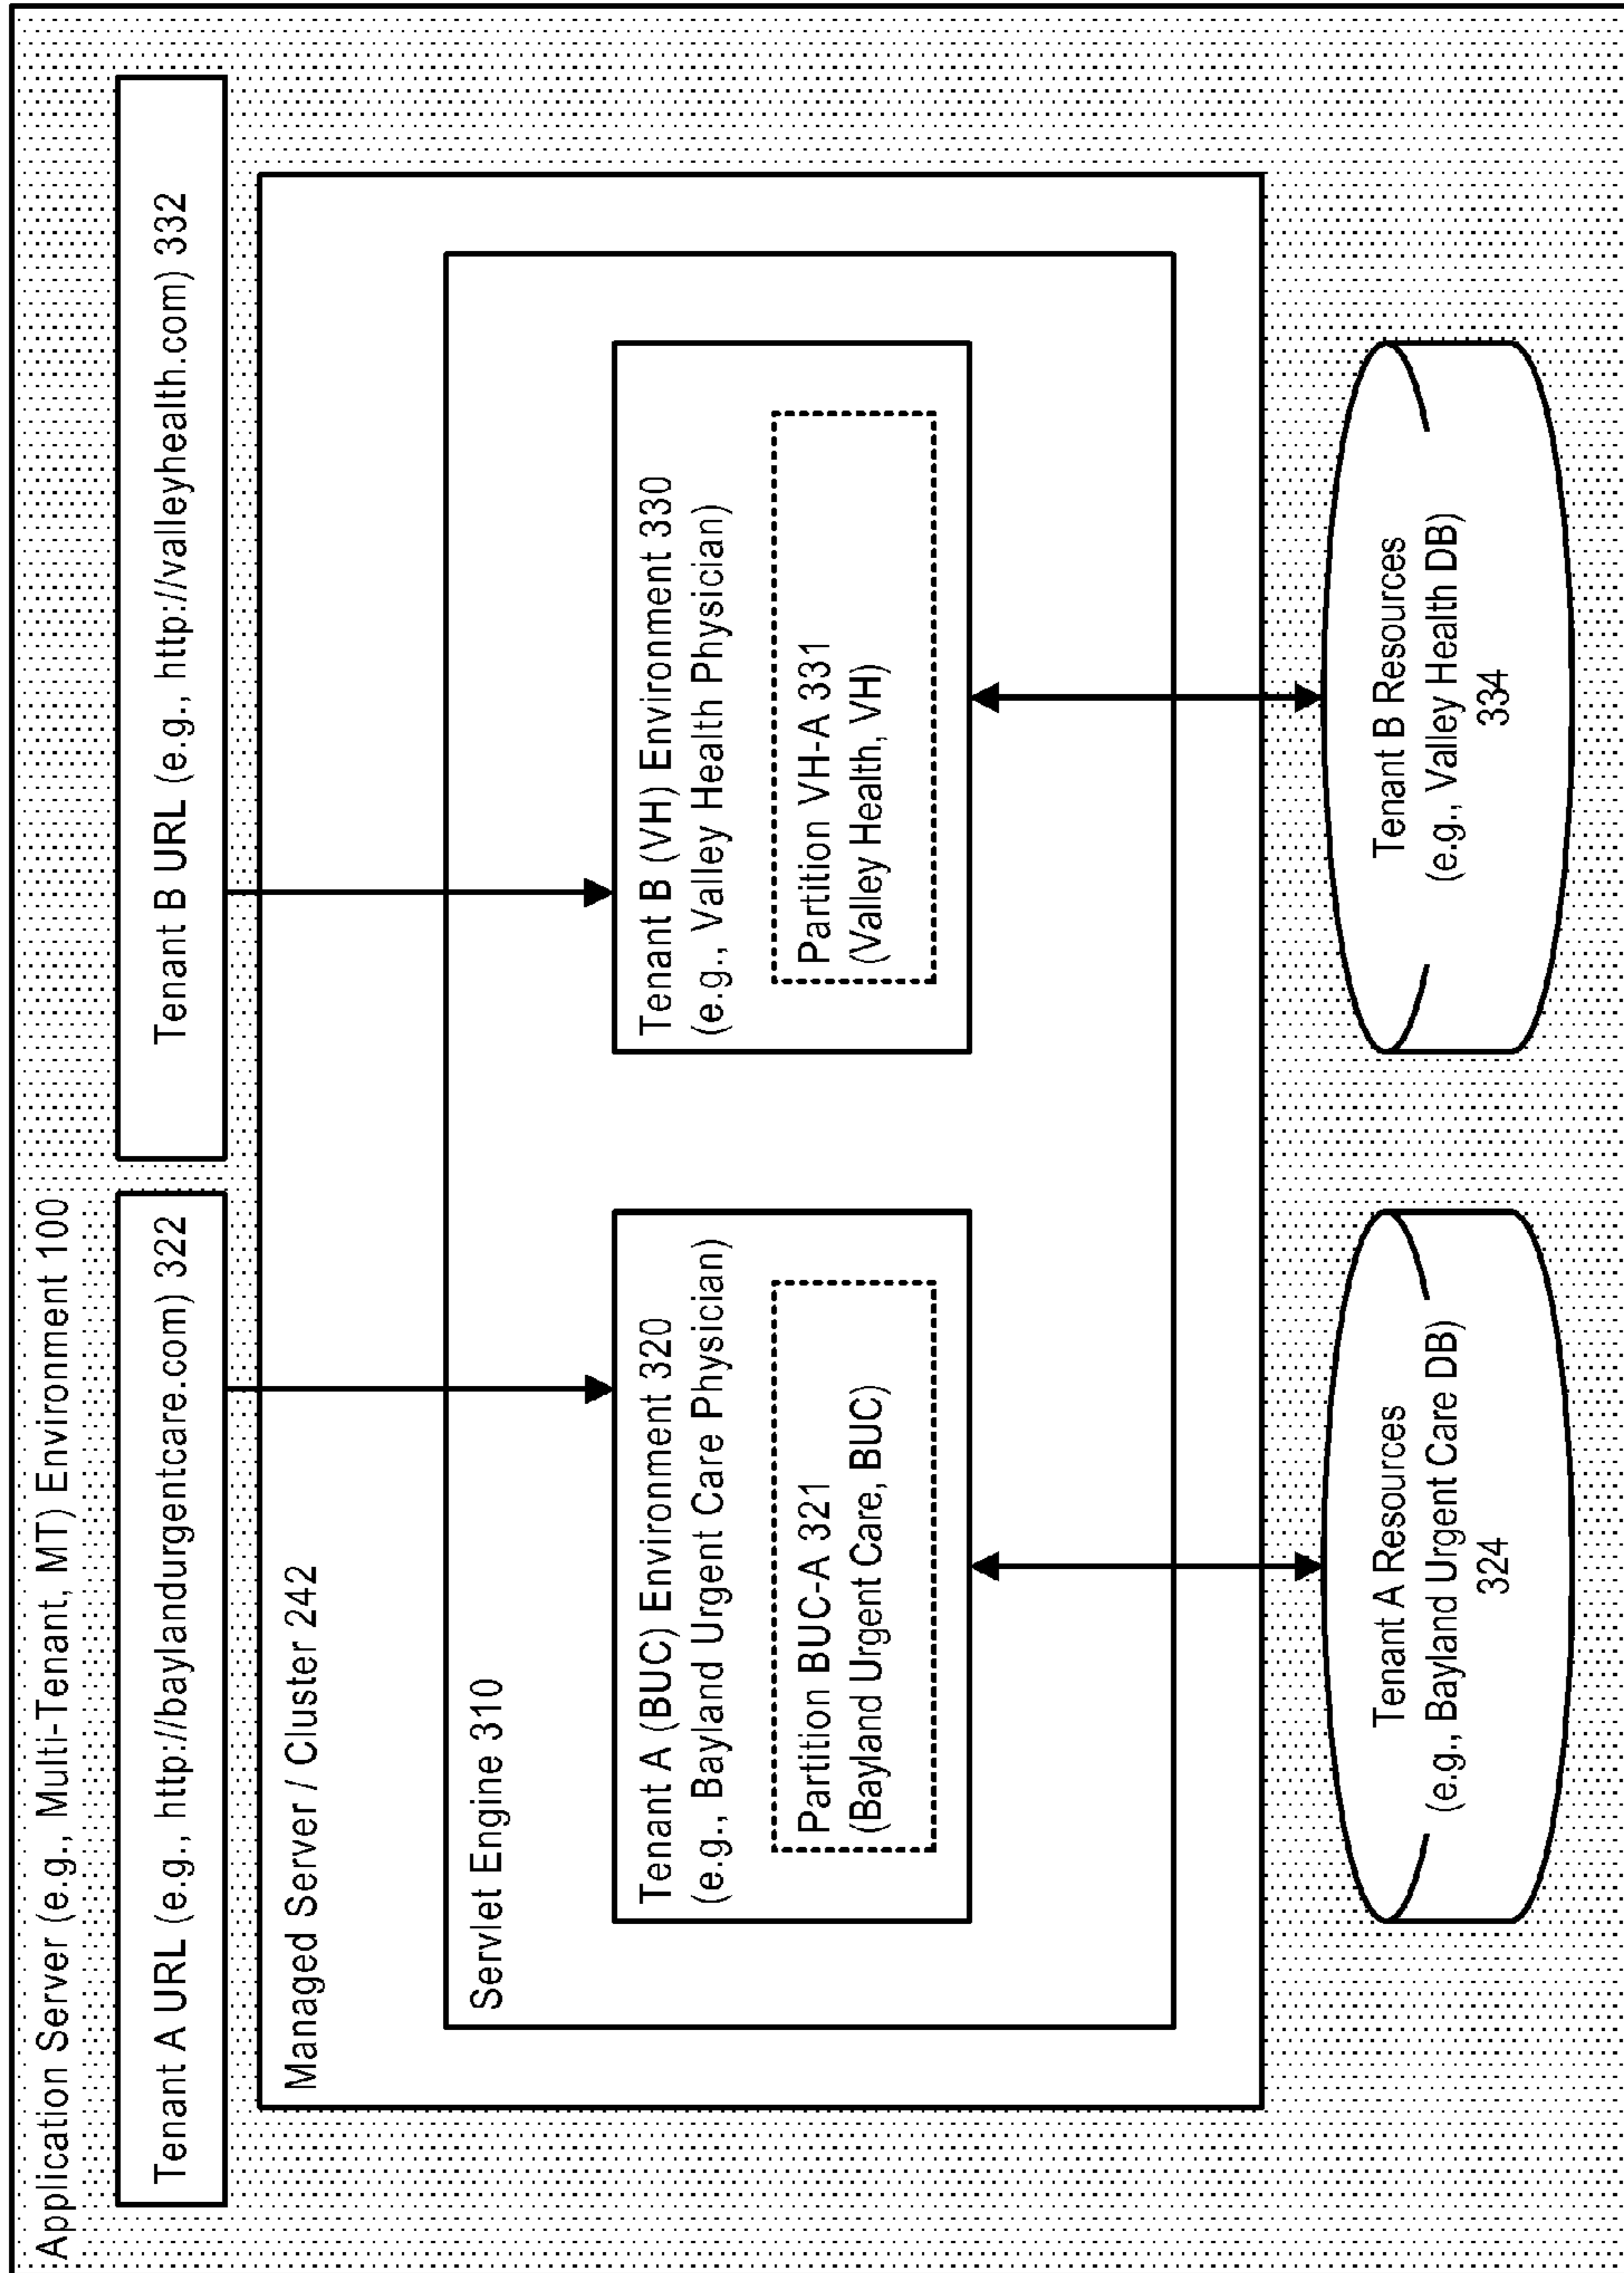 Application Server (e.g., Multi-Tenant, MT) Environment 100
Tenant A URL (e.g., http://baylandurgentcare.com) 322
Tenant B URL (e.g., http://valleyhealth.com) 332
Managed Server / Cluster 242
Servlet Engine 310
Tenant A (BUC) Environment 320
(e.g., Bayland Urgent Care Physician)
Partition BUC-A 321
(Bayland Urgent Care, BUC)
Tenant B (VH) Environment 330
(e.g., Valley Health Physician)
Partition VH-A 331
(Valley Health, VH)
Tenant A Resources
(e.g., Bayland Urgent Care DB)
324
Tenant B Resources
(e.g., Valley Health DB)
334